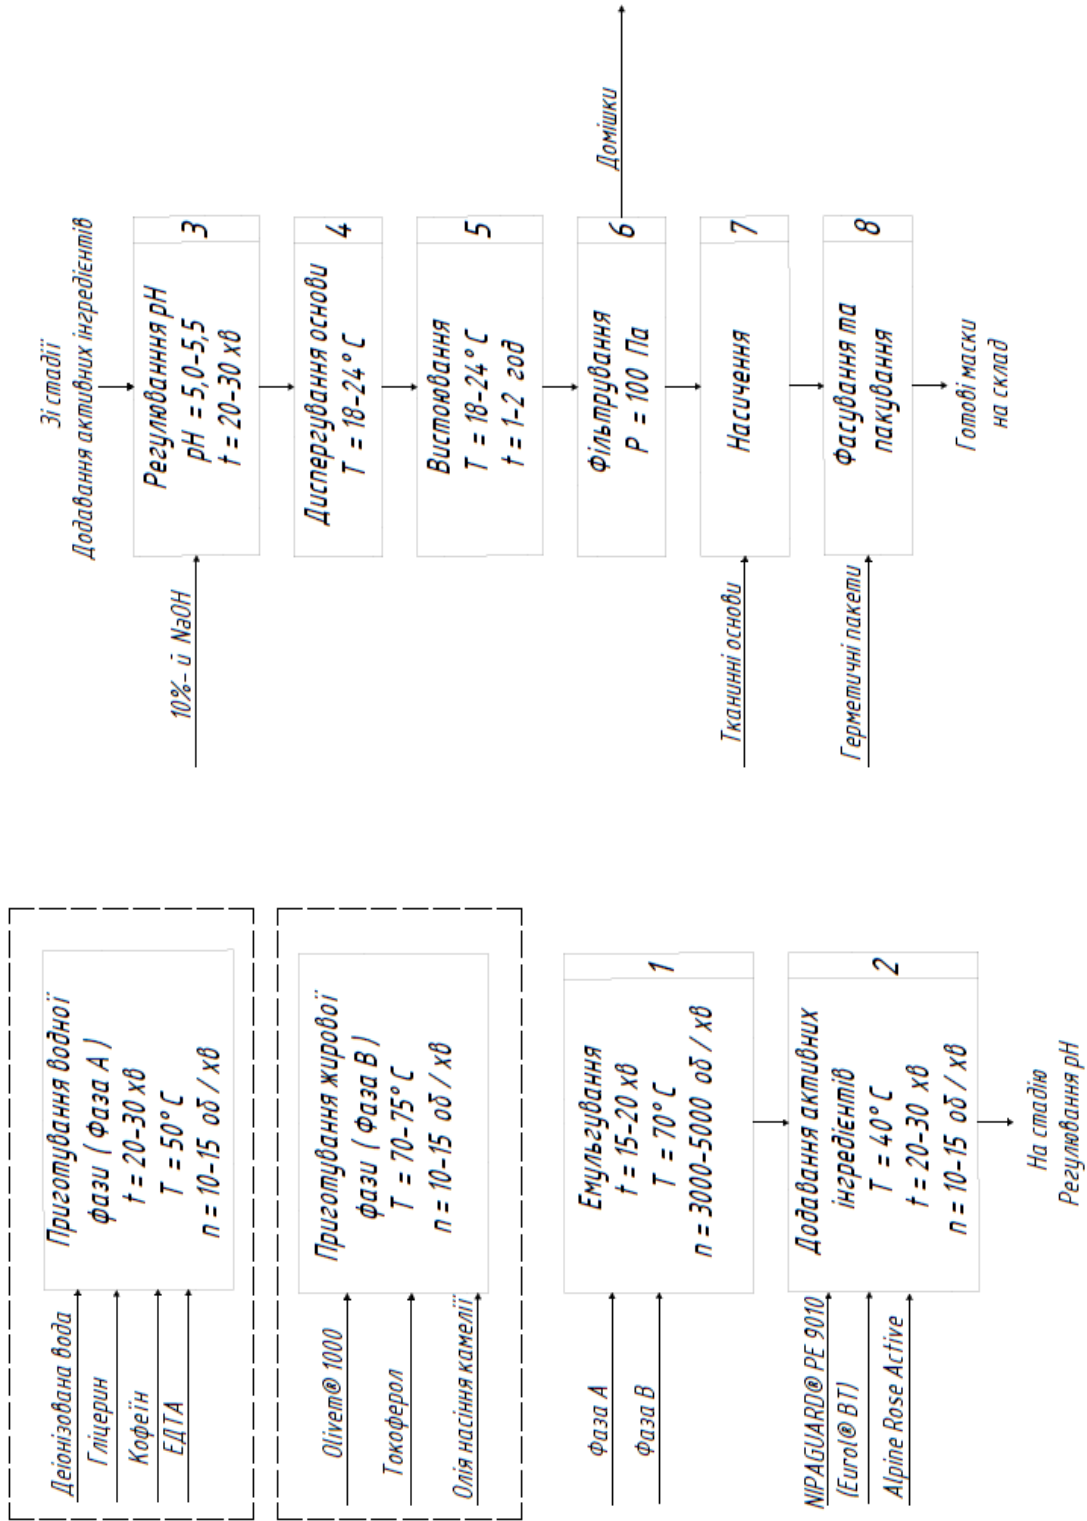 Деіонізована вода
Гліцерин
Кофеїн
ЕДТА
Приготування водної
фази ( Фаза А )
t = 20-30 хв
T = 50° C
n = 10-15 об / хв
Olivem® 1000
Токоферол
Олія насіння камелії
Приготування жирової
фази ( Фаза В )
T = 70-75° C
n = 10-15 об / хв
Фаза А
Фаза В
Емульгування
t = 15-20 хв
T = 70° C
n = 3000-5000 об / хв
1
NIPAGUARD® PE 9010
(Eurol® BT)
Alpine Rose Active
Додавання активних
інгредієнтів
T = 40° C
t = 20-30 хв
n = 10-15 об / хв
2
На стадію
Регулювання рН
Зі стадії
Додавання активних інгредієнтів
10%- й NaOH
Регулювання рН
рН = 5,0-5,5
t = 20-30 хв
3
Диспергування основи
T = 18-24° C
4
Вистоювання
T = 18-24° C
t = 1-2 год
5
Фільтрування
P = 100 Па
6
Домішки
Тканинні основи
Насичення
7
Герметичні пакети
Фасування та
пакування
8
Готові маски
на склад